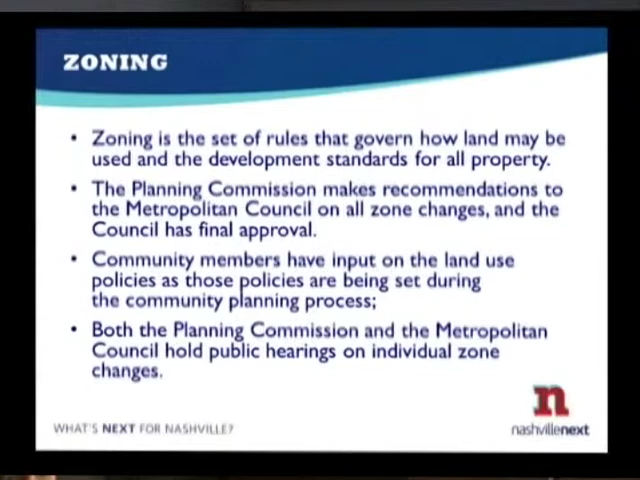 ZONING
• Zoning is the set of rules that govern how land may be
used and the development standards for all property.
• The Planning Commission makes recommendations to
the Metropolitan Council on all zone changes, and the
Council has final approval.
• Community members have input on the land use
policies as those policies are being set during
the community planning process;
• Both the Planning Commission and the Metropolitan
Council hold public hearings on individual zone
changes.
n
WHAT'S NEXT FOR NASHVILLE?
nashvillenext